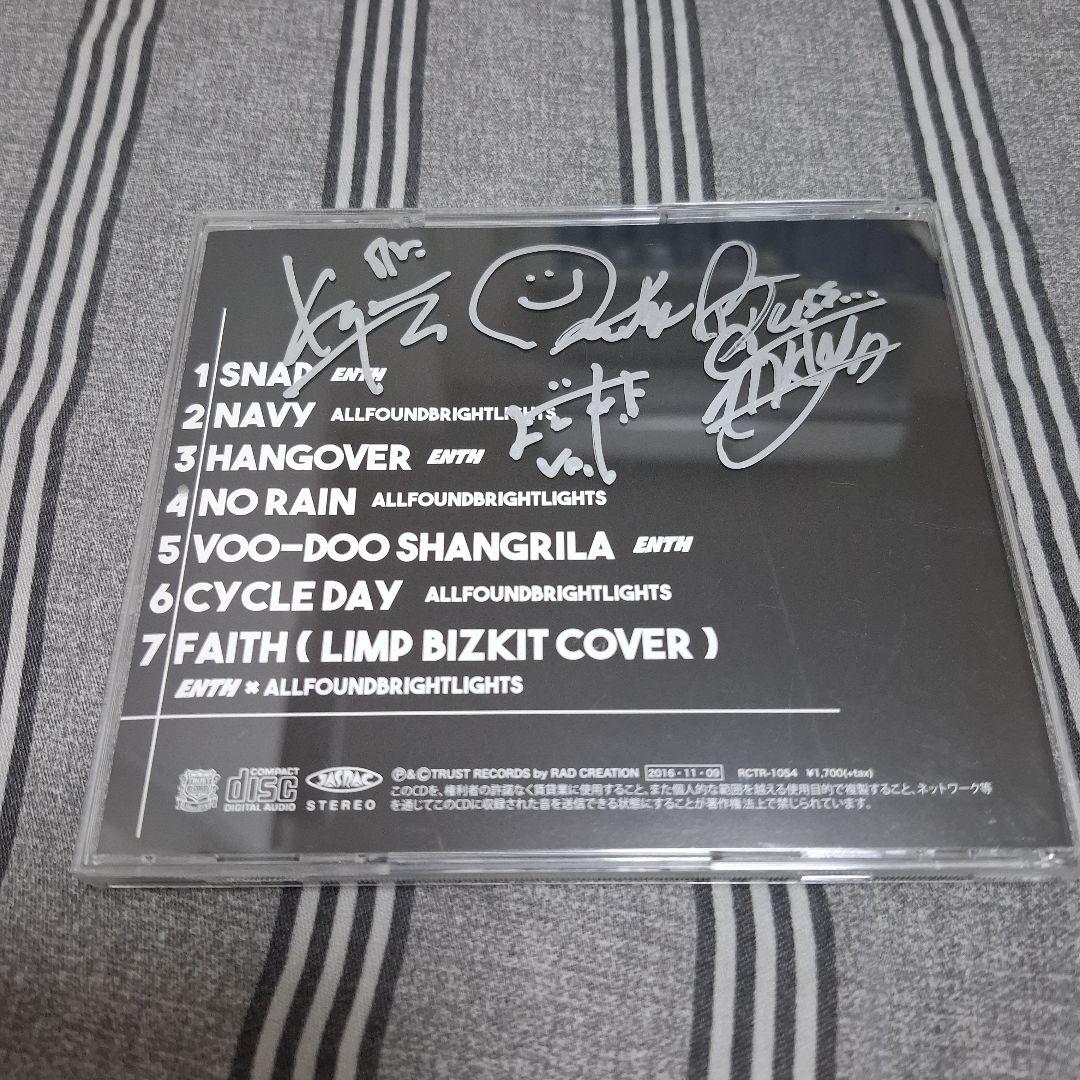 Dr.
Vo.
1 SNAP ENTH
2 NAVY ALLFOUNDBRIGHTLIGHTS
3 HANGOVER ENTH
4 NO RAIN ALLFOUNDBRIGHTLIGHTS
5 VOO-DOO SHANGRILA ENTH
6 CYCLE DAY ALLFOUNDBRIGHTLIGHTS
7 FAITH ( LIMP BIZKIT COVER )
ENTH × ALLFOUNDBRIGHTLIGHTS
TRUST RECORDS
COMPACT disc DIGITAL AUDIO
JASRAC
STEREO
Ⓟ&©TRUST RECORDS by RAD CREATION 2016・11・09 RCTR-1054 ¥1,700(+tax)
このCDを、権利者の許諾なく賃貸業に使用すること、また個人的な範囲を越える使用目的で複製すること、ネットワーク等
を通じてこのCDに収録された音を送信できる状態にすることが著作権法上で禁じられています。